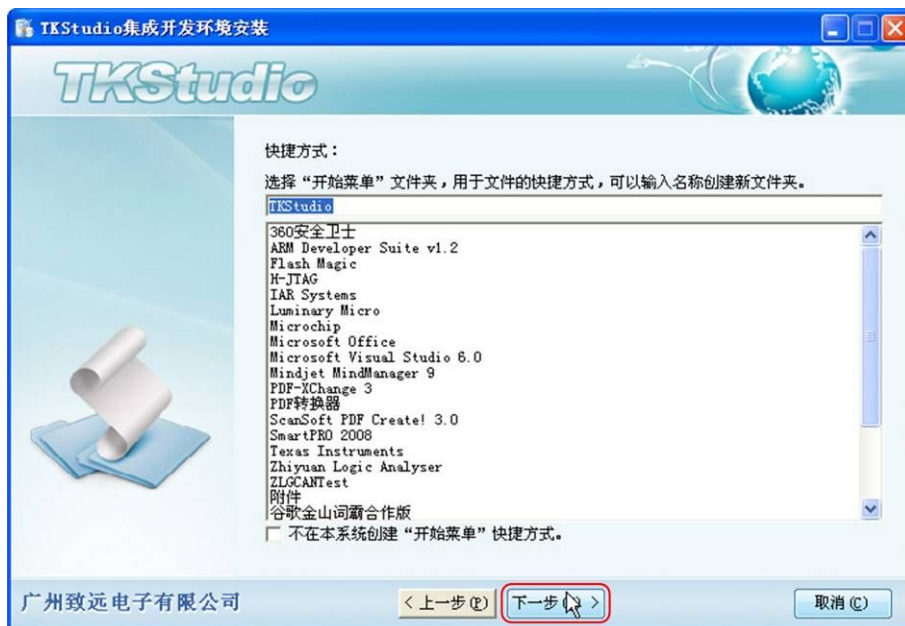 TKStudio集成开发环境安装
TKStudio
快捷方式：
选择“开始菜单”文件夹，用于文件的快捷方式，可以输入名称创建新文件夹。
TKStudio
360安全卫士
ARM Developer Suite v1.2
Flash Magic
H-JTAG
IAR Systems
Luminary Micro
Microchip
Microsoft Office
Microsoft Visual Studio 6.0
Mindjet MindManager 9
PDF-XChange 3
PDF转换器
ScanSoft PDF Create! 3.0
SmartPRO 2008
Texas Instruments
Zhiyuan Logic Analyser
ZLGCANTest
附件
谷歌金山词霸合作版
不在本系统创建“开始菜单”快捷方式。
广州致远电子有限公司
< 上一步(P)
下一步 >
取消(C)